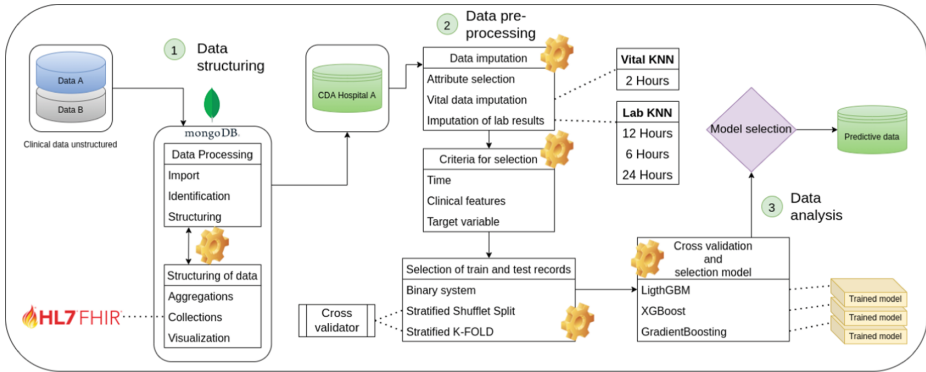 1
Data
structuring
Data A
Data B
Clinical data unstructured
mongoDB.
Data Processing
Import
Identification
Structuring
Structuring of data
Aggregations
Collections
Visualization
HL7 FHIR
CDA Hospital A
2
Data pre-
processing
Data imputation
Attribute selection
Vital data imputation
Imputation of lab results
Vital KNN
2 Hours
Lab KNN
12 Hours
6 Hours
24 Hours
Criteria for selection
Time
Clinical features
Target variable
Selection of train and test records
Binary system
Stratified Shufflet Split
Stratified K-FOLD
Cross
validator
3
Data
analysis
Cross validation
and
selection model
LigthGBM
XGBoost
GradientBoosting
Trained model
Trained model
Trained model
Model selection
Predictive data